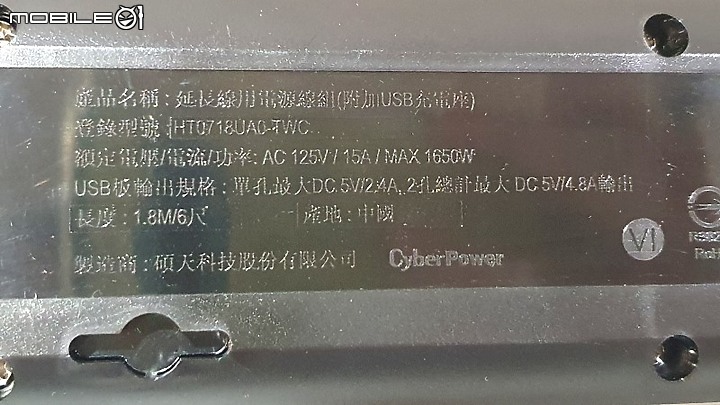 MOBILE01
產品名稱：延長線用電源線組(附加USB充電座)
登錄型號：HT0718UA0-TWC
額定電壓/電流/功率: AC 125V / 15A / MAX 1650W
USB板輸出規格：單孔最大DC 5V/2.4A, 2孔總計最大 DC 5V/4.8A輸出
長度：1.8M/6尺 產地：中國
製造商：碩天科技股份有限公司 CyberPower
VI
RoH